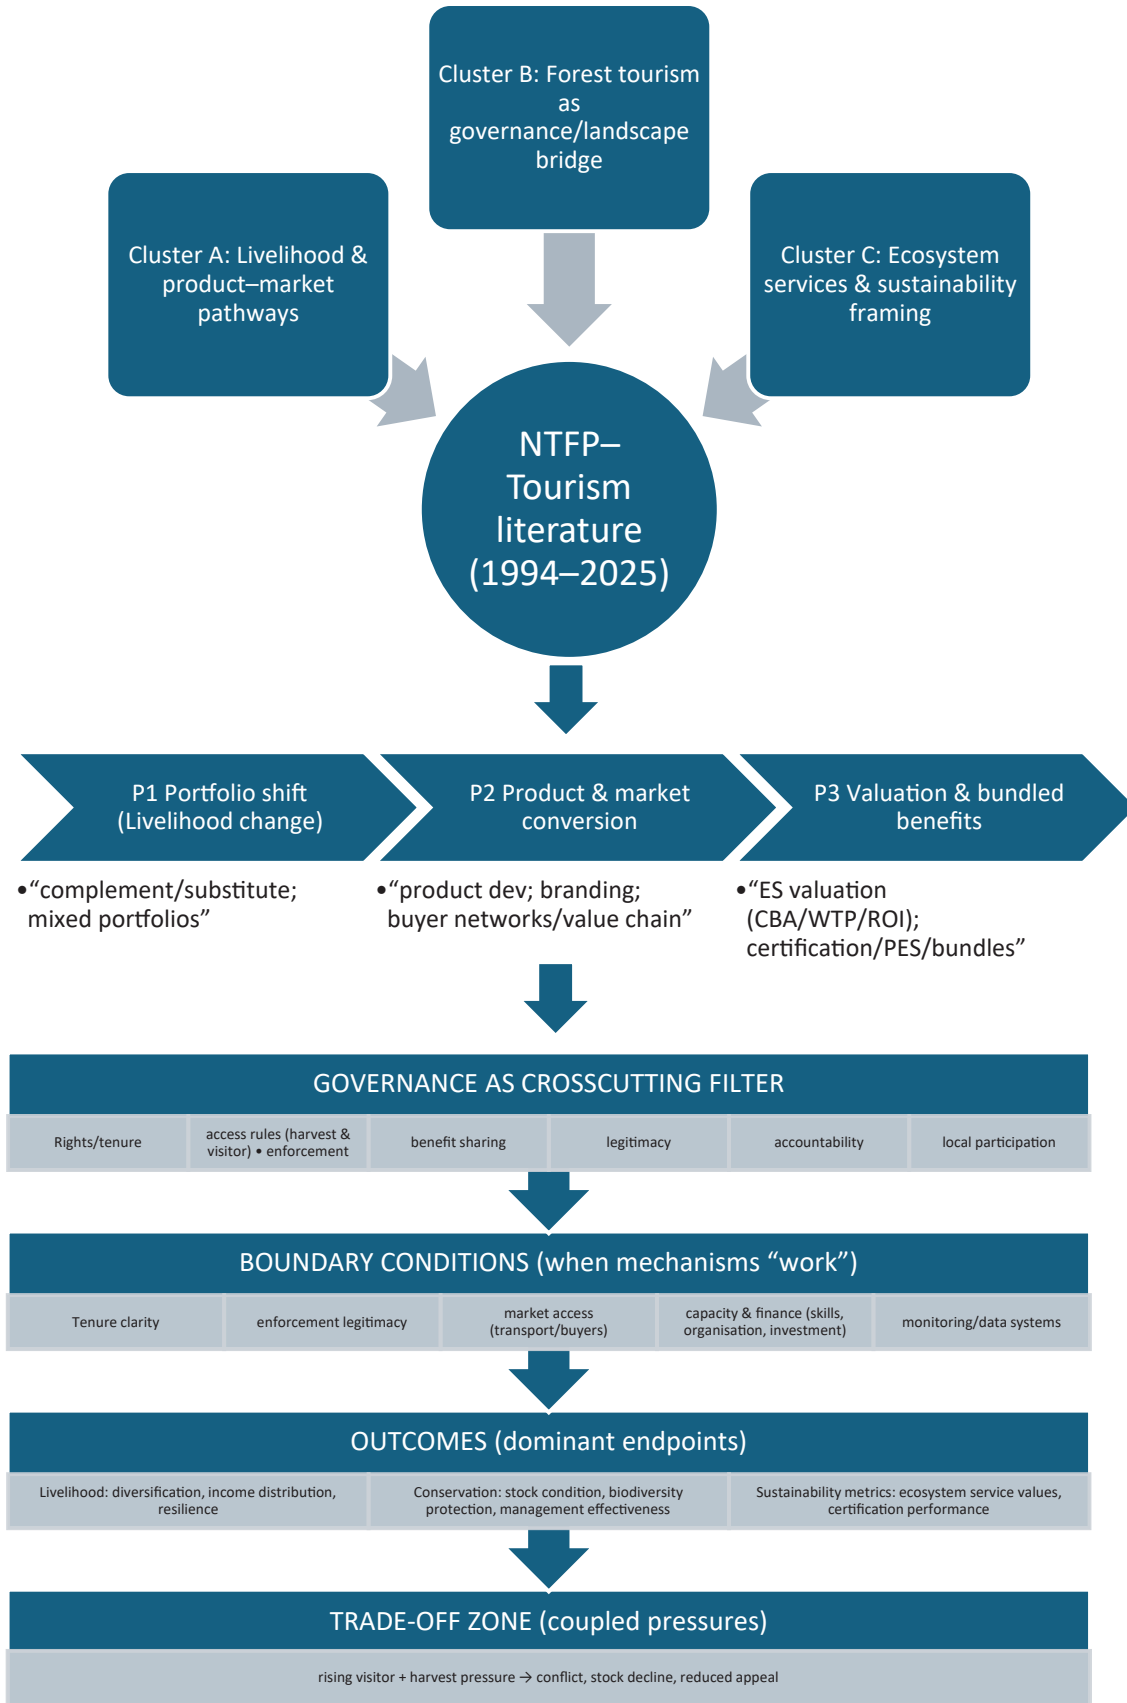 Cluster B: Forest tourism
as
governance/landscape
bridge
Cluster A: Livelihood &
product–market
pathways
Cluster C: Ecosystem
services & sustainability
framing
NTFP–
Tourism
literature
(1994–2025)
P1 Portfolio shift
(Livelihood change)
P2 Product & market
conversion
P3 Valuation & bundled
benefits
•“complement/substitute;
mixed portfolios”
•“product dev; branding;
buyer networks/value chain”
•“ES valuation
(CBA/WTP/ROI);
certification/PES/bundles”
GOVERNANCE AS CROSSCUTTING FILTER
Rights/tenure
access rules (harvest &
visitor) • enforcement
benefit sharing
legitimacy
accountability
local participation
BOUNDARY CONDITIONS (when mechanisms “work”)
Tenure clarity
enforcement legitimacy
market access
(transport/buyers)
capacity & finance (skills,
organisation, investment)
monitoring/data systems
OUTCOMES (dominant endpoints)
Livelihood: diversification, income distribution,
resilience
Conservation: stock condition, biodiversity
protection, management effectiveness
Sustainability metrics: ecosystem service values,
certification performance
TRADE-OFF ZONE (coupled pressures)
rising visitor + harvest pressure → conflict, stock decline, reduced appeal